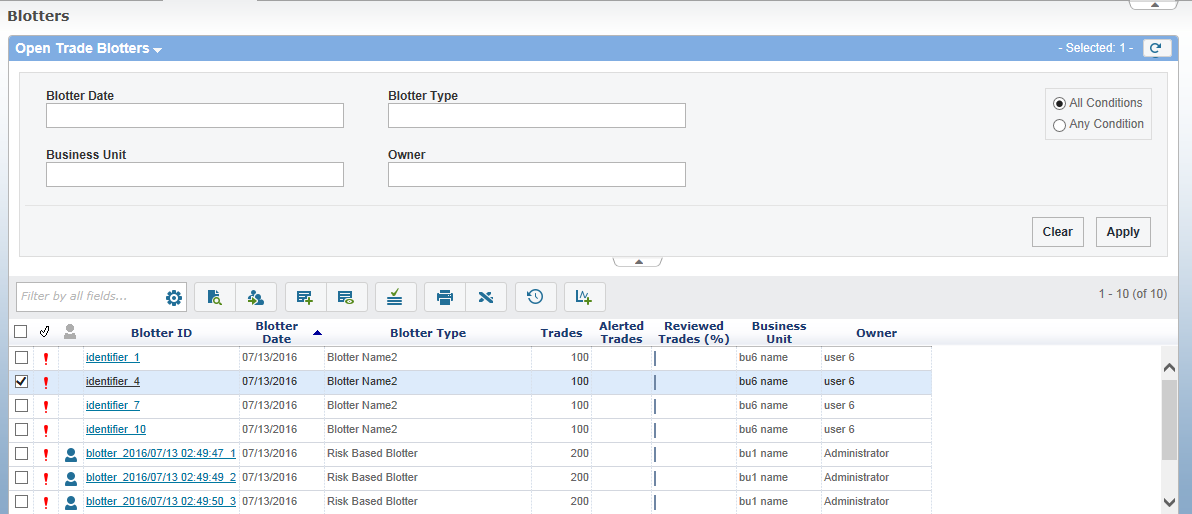 Blotters
Open Trade Blotters - Selected: 1 -
Blotter Date Blotter Type
All Conditions
Any Condition
Business Unit Owner
Clear Apply
Filter by all fields... 1 - 10 (of 10)
Blotter ID Blotter Date Blotter Type Trades Alerted Trades Reviewed Trades (%) Business Unit Owner
identifier_1 07/13/2016 Blotter Name2 100 bu6 name user 6
identifier_4 07/13/2016 Blotter Name2 100 bu6 name user 6
identifier_7 07/13/2016 Blotter Name2 100 bu6 name user 6
identifier_10 07/13/2016 Blotter Name2 100 bu6 name user 6
blotter_2016/07/13 02:49:47_1 07/13/2016 Risk Based Blotter 200 bu1 name Administrator
blotter_2016/07/13 02:49:49_2 07/13/2016 Risk Based Blotter 200 bu1 name Administrator
blotter_2016/07/13 02:49:50_3 07/13/2016 Risk Based Blotter 200 bu1 name Administrator